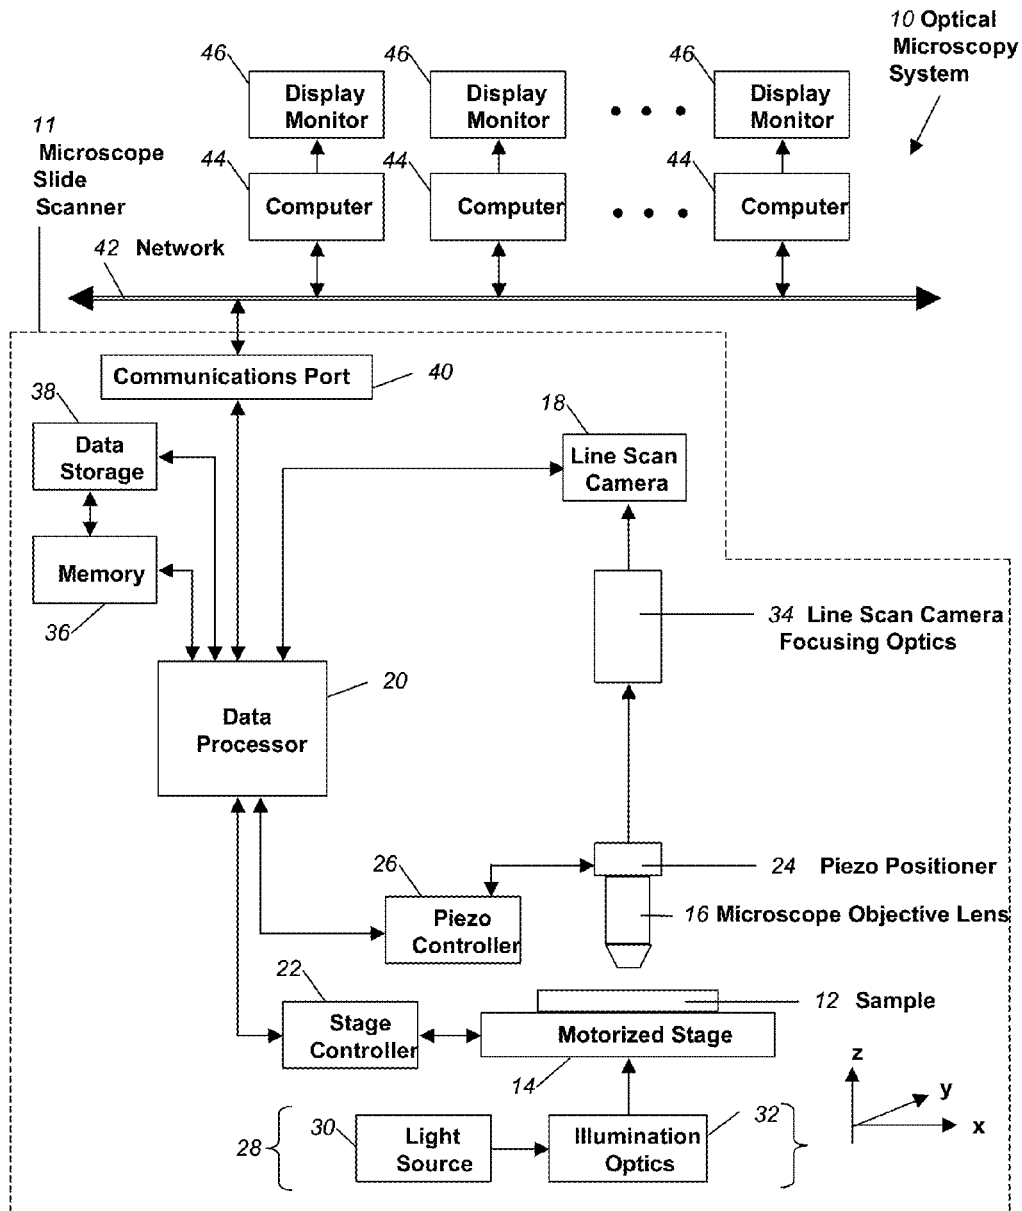 10 Optical
Microscopy
System
46
46
46
Display
Monitor
Display
Monitor
Display
Monitor
11
Microscope
Slide
Scanner
44
44
44
Computer
Computer
Computer
42 Network
Communications Port
40
38
Data
Storage
18
Line Scan
Camera
Memory
36
34 Line Scan Camera
Focusing Optics
20
Data
Processor
26
Piezo
Controller
24 Piezo Positioner
16 Microscope Objective Lens
22
Stage
Controller
12 Sample
Motorized Stage
14
z
y
x
28
30
Light
Source
Illumination
Optics
32